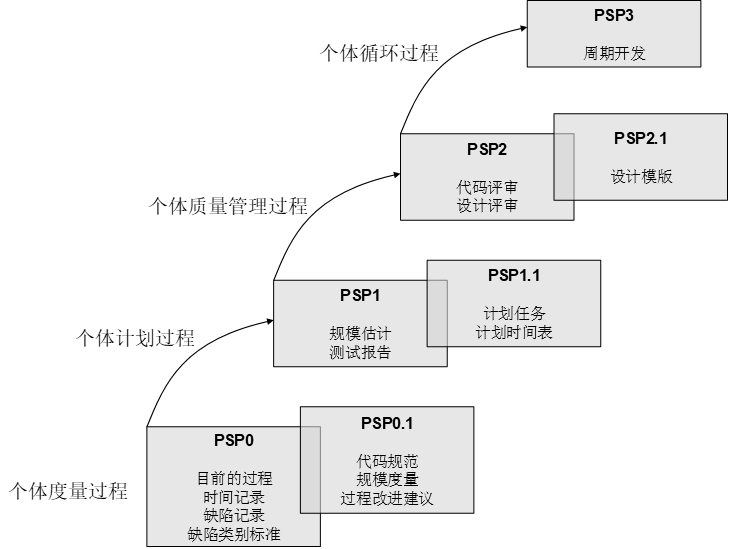 PSP3
周期开发
个体循环过程
PSP2.1
设计模版
PSP2
代码评审
设计评审
个体质量管理过程
PSP1.1
计划任务
计划时间表
PSP1
规模估计
测试报告
个体计划过程
PSP0.1
代码规范
规模度量
过程改进建议
PSP0
目前的过程
时间记录
缺陷记录
缺陷类别标准
个体度量过程